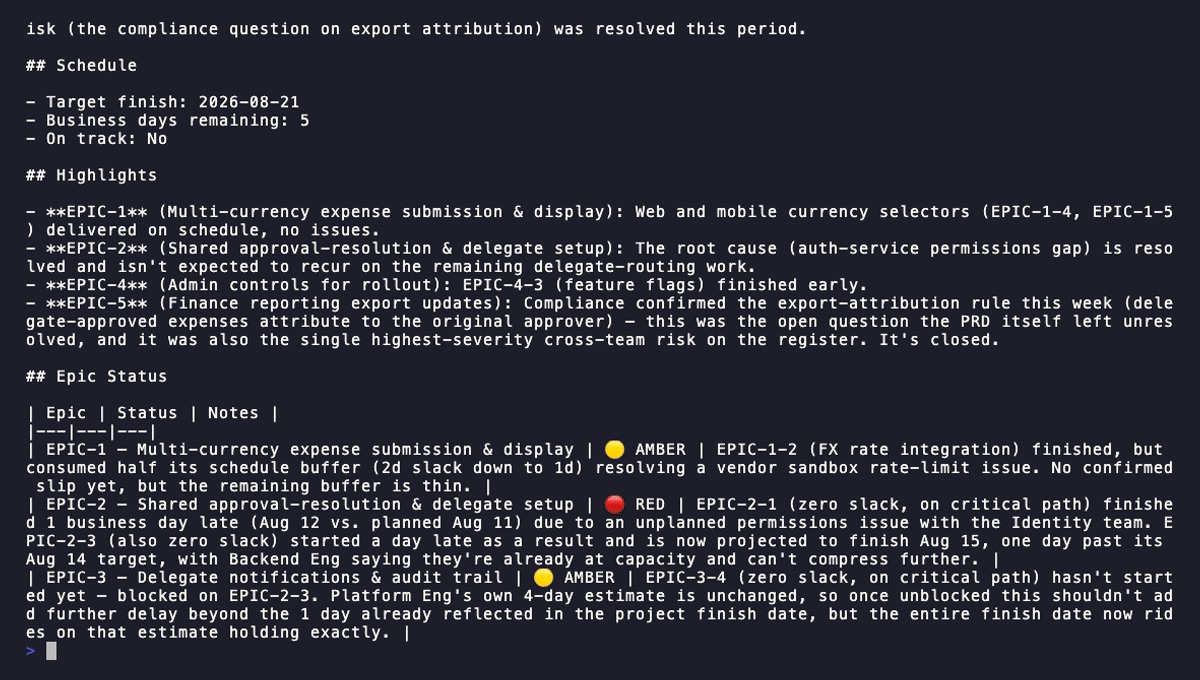 isk (the compliance question on export attribution) was resolved this period.
## Schedule
- Target finish: 2026-08-21
- Business days remaining: 5
- On track: No
## Highlights
- **EPIC-1** (Multi-currency expense submission & display): Web and mobile currency selectors (EPIC-1-4, EPIC-1-5
) delivered on schedule, no issues.
- **EPIC-2** (Shared approval-resolution & delegate setup): The root cause (auth-service permissions gap) is reso
lved and isn't expected to recur on the remaining delegate-routing work.
- **EPIC-4** (Admin controls for rollout): EPIC-4-3 (feature flags) finished early.
- **EPIC-5** (Finance reporting export updates): Compliance confirmed the export-attribution rule this week (dele
gate-approved expenses attribute to the original approver) — this was the open question the PRD itself left unres
olved, and it was also the single highest-severity cross-team risk on the register. It's closed.
## Epic Status
| Epic | Status | Notes |
|---|---|---|
| EPIC-1 — Multi-currency expense submission & display | 🟡 AMBER | EPIC-1-2 (FX rate integration) finished, but
consumed half its schedule buffer (2d slack down to 1d) resolving a vendor sandbox rate-limit issue. No confirmed
slip yet, but the remaining buffer is thin. |
| EPIC-2 — Shared approval-resolution & delegate setup | 🔴 RED | EPIC-2-1 (zero slack, on critical path) finishe
d 1 business day late (Aug 12 vs. planned Aug 11) due to an unplanned permissions issue with the Identity team. E
PIC-2-3 (also zero slack) started a day late as a result and is now projected to finish Aug 15, one day past its
Aug 14 target, with Backend Eng saying they're already at capacity and can't compress further. |
| EPIC-3 — Delegate notifications & audit trail | 🟡 AMBER | EPIC-3-4 (zero slack, on critical path) hasn't start
ed yet — blocked on EPIC-2-3. Platform Eng's own 4-day estimate is unchanged, so once unblocked this shouldn't ad
d further delay beyond the 1 day already reflected in the project finish date, but the entire finish date now rid
es on that estimate holding exactly. |
>